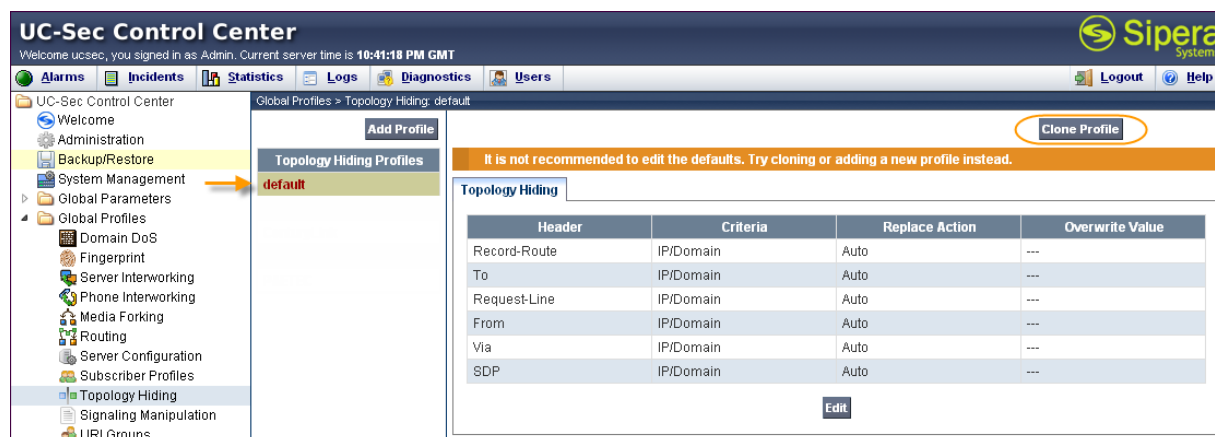 UC-Sec Control Center
Sipera
Systems
Welcome ucsec, you signed in as Admin. Current server time is 10:41:18 PM GMT
Alarms Incidents Statistics Logs Diagnostics Users Logout Help
UC-Sec Control Center
Welcome
Administration
Backup/Restore
System Management
Global Parameters
Global Profiles
Domain DoS
Fingerprint
Server Interworking
Phone Interworking
Media Forking
Routing
Server Configuration
Subscriber Profiles
Topology Hiding
Signaling Manipulation
URI Groups
Global Profiles > Topology Hiding: default
Add Profile
Topology Hiding Profiles
default
Clone Profile
It is not recommended to edit the defaults. Try cloning or adding a new profile instead.
Topology Hiding
Header Criteria Replace Action Overwrite Value
Record-Route IP/Domain Auto ---
To IP/Domain Auto ---
Request-Line IP/Domain Auto ---
From IP/Domain Auto ---
Via IP/Domain Auto ---
SDP IP/Domain Auto ---
Edit